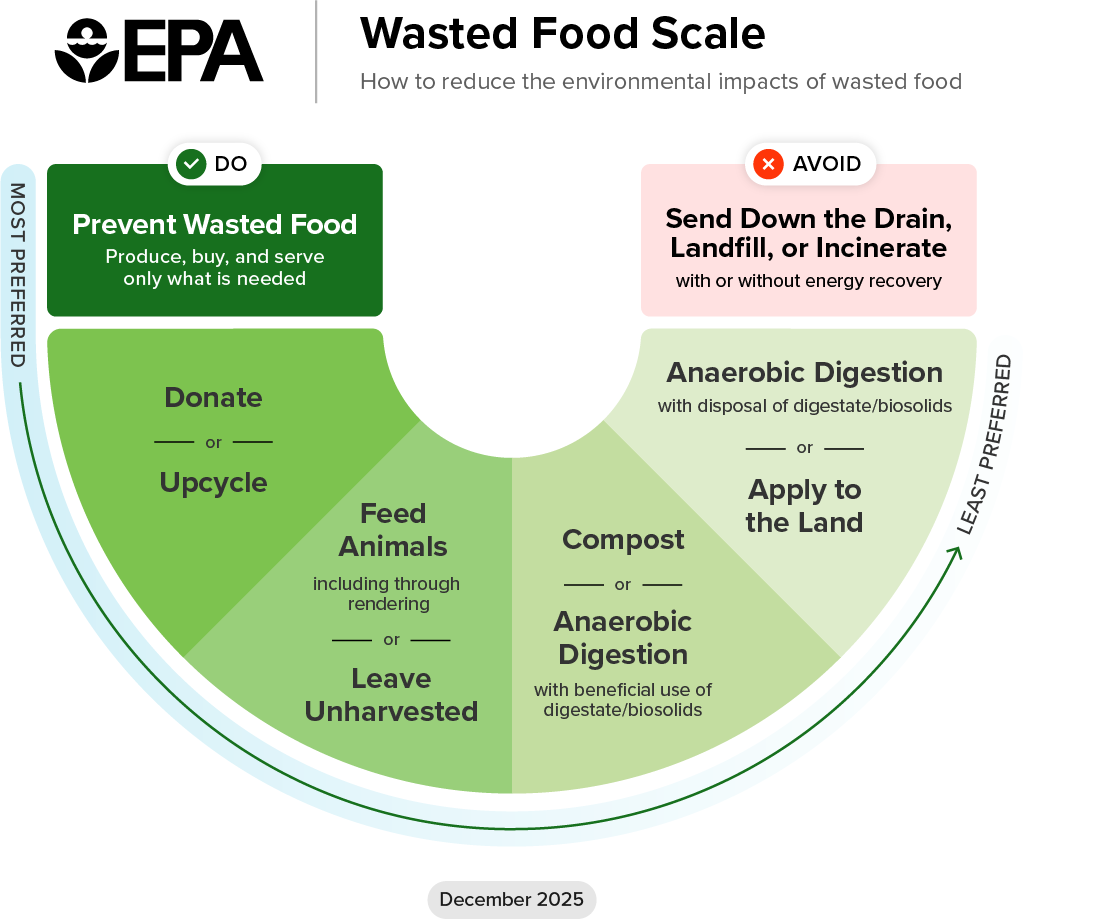 EPA
Wasted Food Scale
How to reduce the environmental impacts of wasted food
DO
Prevent Wasted Food
Produce, buy, and serve
only what is needed
AVOID
Send Down the Drain,
Landfill, or Incinerate
with or without energy recovery
MOST PREFERRED
Donate
or
Upcycle
Feed
Animals
including through
rendering
or
Leave
Unharvested
Compost
or
Anaerobic
Digestion
with beneficial use of
digestate/biosolids
Anaerobic Digestion
with disposal of digestate/biosolids
or
Apply to
the Land
LEAST PREFERRED
December 2025